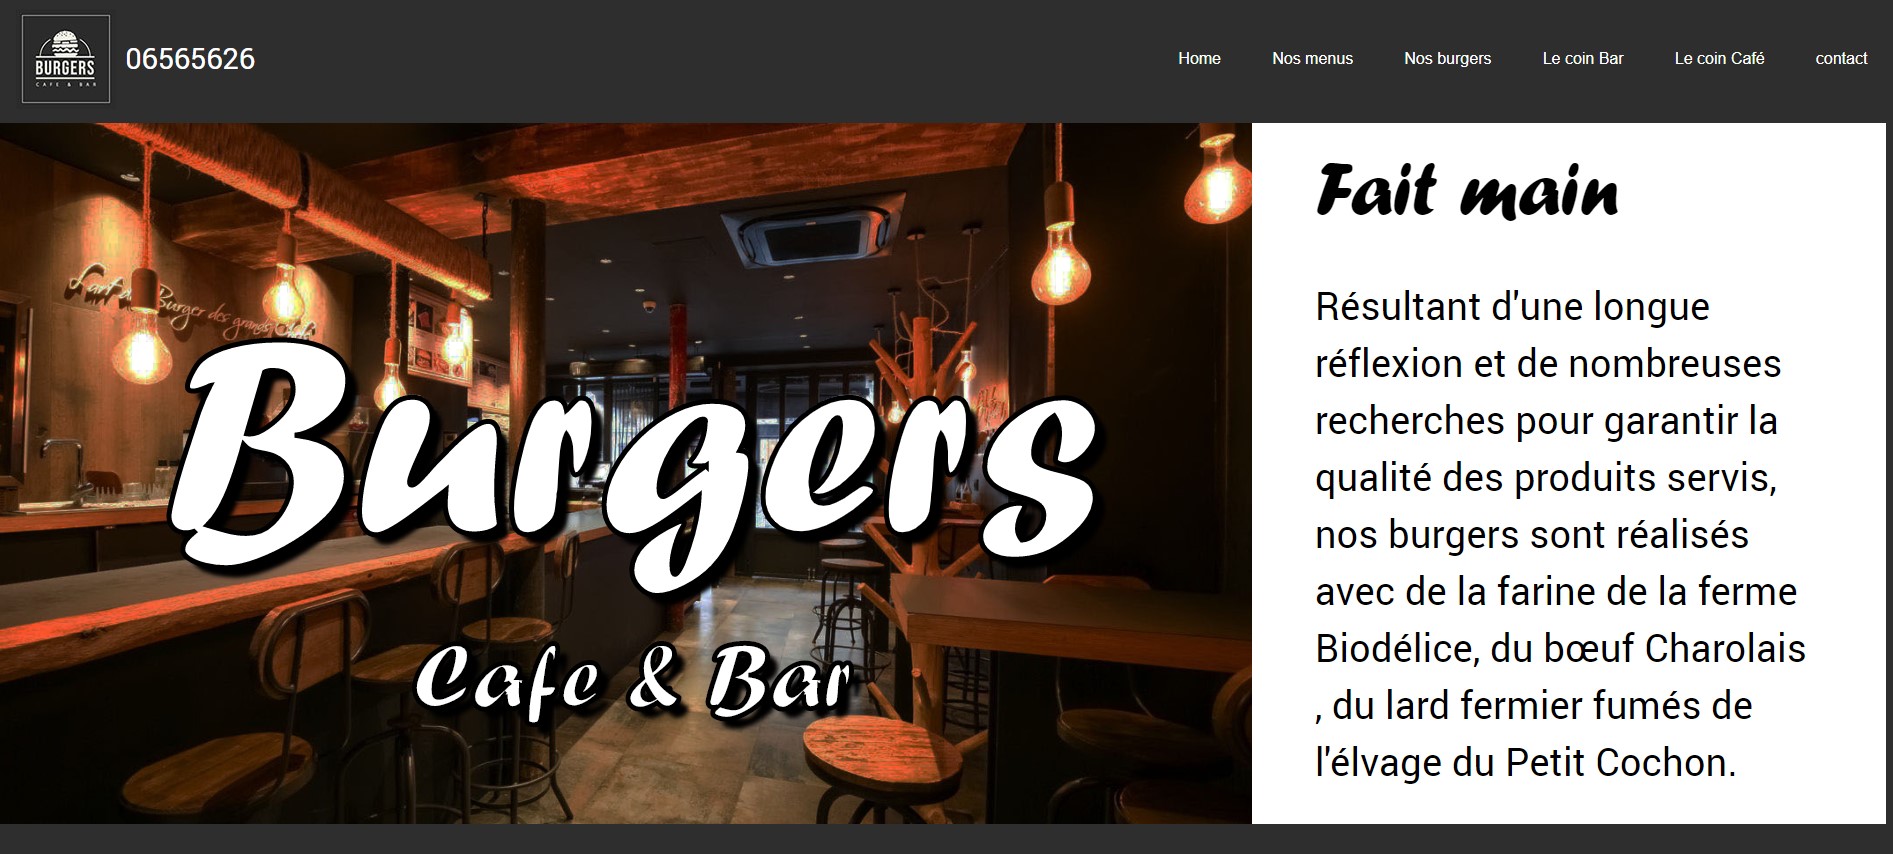 BURGERS
CAFE & BAR
06565626
Home
Nos menus
Nos burgers
Le coin Bar
Le coin Café
contact
L'art du Burger des grands Chefs
Burgers
Cafe & Bar
Fait main
Résultant d'une longue
réflexion et de nombreuses
recherches pour garantir la
qualité des produits servis,
nos burgers sont réalisés
avec de la farine de la ferme
Biodélice, du bœuf Charolais
, du lard fermier fumés de
l'élvage du Petit Cochon.